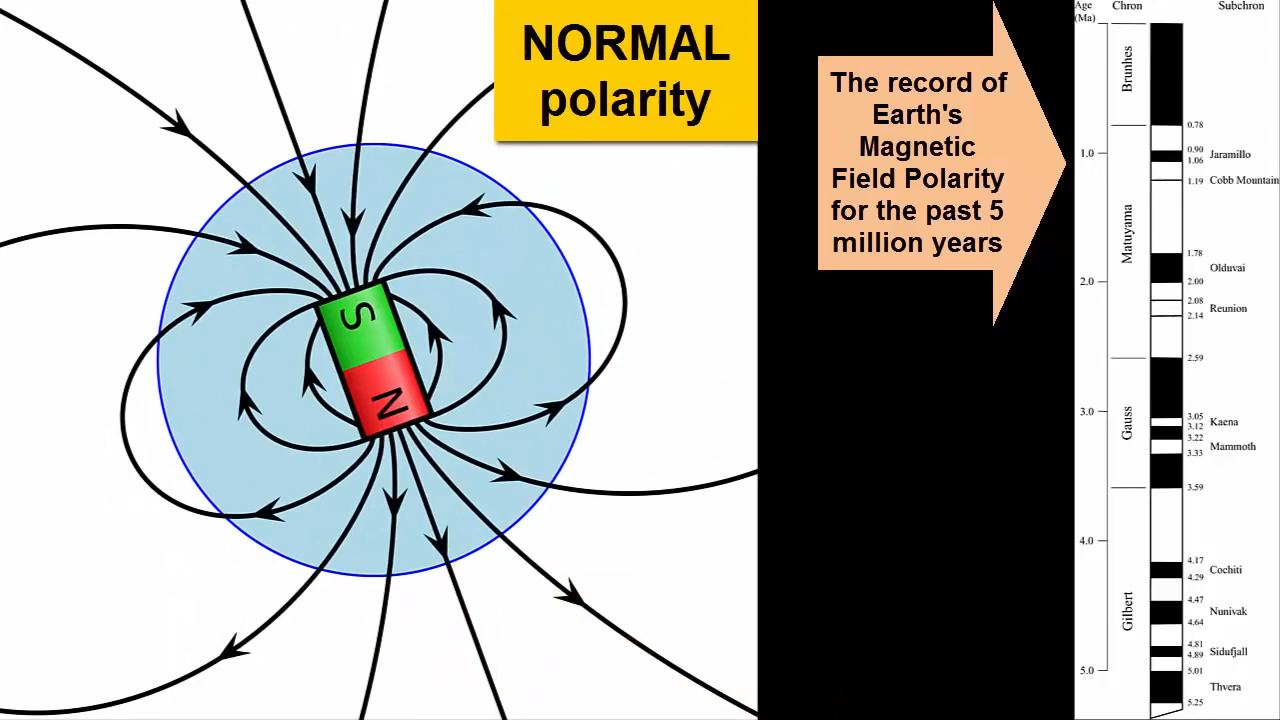 NORMAL
polarity
S
N
The record of
Earth's
Magnetic
Field Polarity
for the past 5
million years
Age
(Ma)
Chron
Subchron
Brunhes
0.78
0.90
1.0
Jaramillo
1.06
1.19 Cobb Mountain
Matuyama
1.78
Olduvai
2.0
2.00
2.08
Reunion
2.14
2.59
Gauss
3.0
3.05
Kaena
3.12
3.22
Mammoth
3.33
3.59
4.0
Gilbert
4.17
Cochiti
4.29
4.47
Nunivak
4.64
4.81
Sidufjall
4.89
5.0
5.01
Thvera
5.25